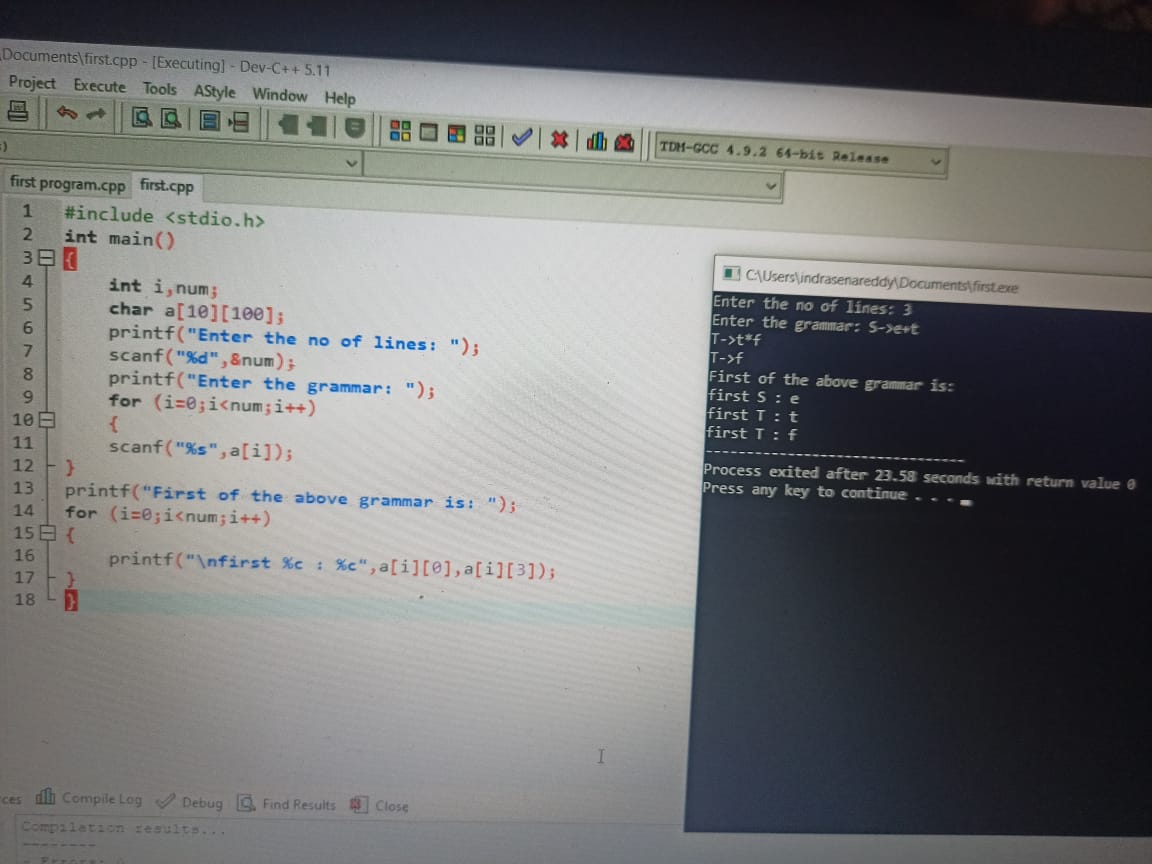 Documents\first.cpp - [Executing] - Dev-C++ 5.11
Project Execute Tools AStyle Window Help
TDM-GCC 4.9.2 64-bit Release
first program.cpp first.cpp
1 #include <stdio.h>
2 int main()
3 {
4 int i,num;
5 char a[10][100];
6 printf("Enter the no of lines: ");
7 scanf("%d",&num);
8 printf("Enter the grammar: ");
9 for (i=0;i<num;i++)
10 {
11 scanf("%s",a[i]);
12 }
13 printf("First of the above grammar is: ");
14 for (i=0;i<num;i++)
15 {
16 printf("\nfirst %c : %c",a[i][0],a[i][3]);
17 }
18 }
C:\Users\indrasenareddy\Documents\first.exe
Enter the no of lines: 3
Enter the grammar: S->e+t
T->t*f
T->f
First of the above grammar is:
first S : e
first T : t
first T : f
--------------------------------
Process exited after 23.58 seconds with return value 0
Press any key to continue . . .
ces Compile Log Debug Find Results Close
Compilation results...
--------
- Errors: 0